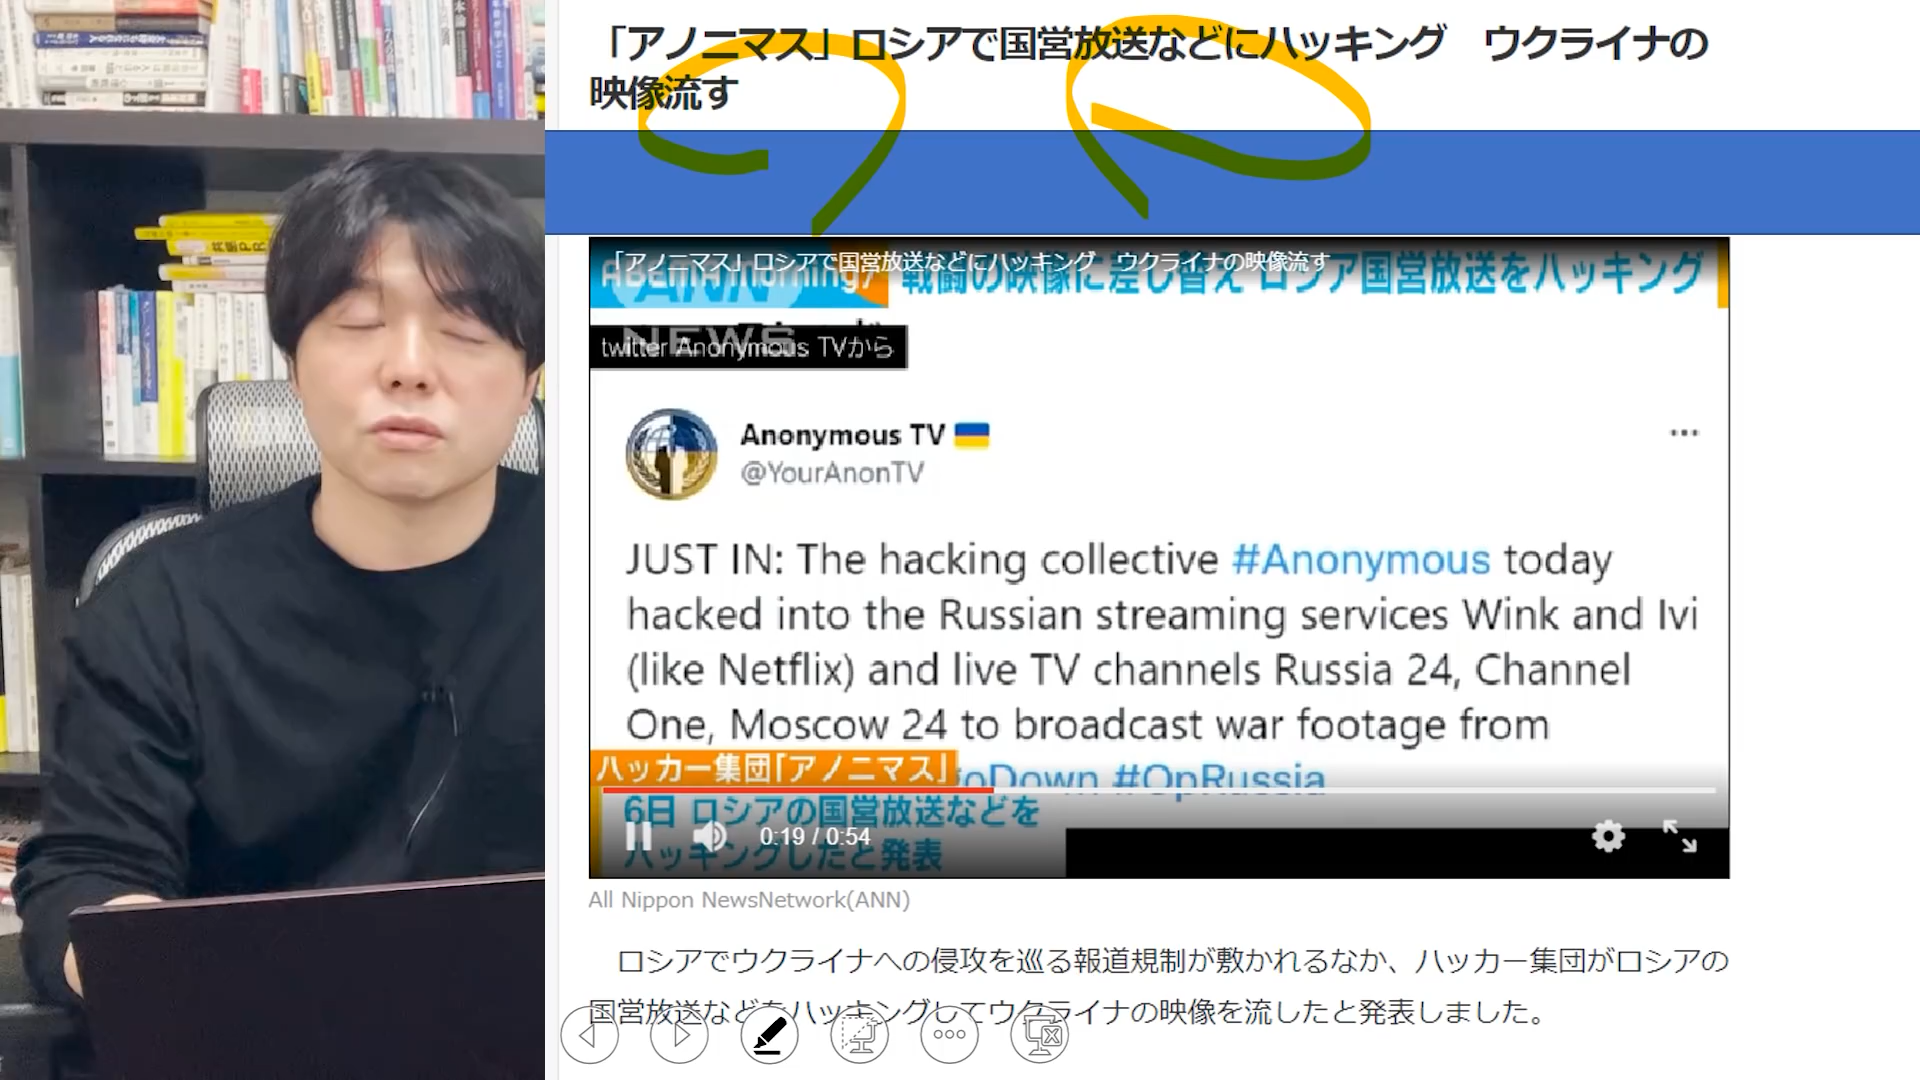 「アノニマス」ロシアで国営放送などにハッキング　ウクライナの
映像流す
「アノニマス」ロシアで国営放送などにハッキング　ウクライナの映像流す
戦闘の映像に差し替え ロシア国営放送をハッキング
ANN
NEWS
twitter Anonymous TVから
Anonymous TV
@YourAnonTV
JUST IN: The hacking collective #Anonymous today
hacked into the Russian streaming services Wink and Ivi
(like Netflix) and live TV channels Russia 24, Channel
One, Moscow 24 to broadcast war footage from
#OpRussia
ハッカー集団「アノニマス」
6日 ロシアの国営放送などを
ハッキングしたと発表
0:19 / 0:54
All Nippon NewsNetwork(ANN)
ロシアでウクライナへの侵攻を巡る報道規制が敷かれるなか、ハッカー集団がロシアの
国営放送などをハッキングしてウクライナの映像を流したと発表しました。